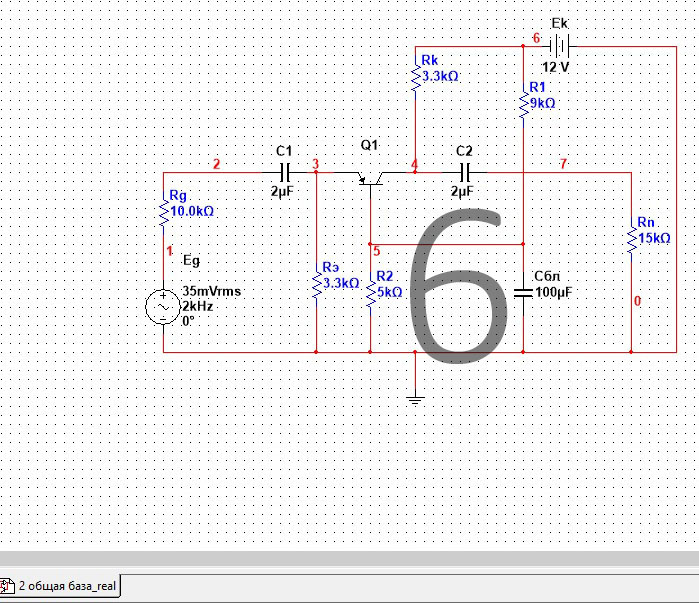 Ek
6
12 V
Rk
3.3kΩ
R1
9kΩ
C1
2µF
Q1
C2
2µF
2
3
4
7
Rg
10.0kΩ
1
Eg
35mVrms
2kHz
0°
Rэ
3.3kΩ
5
R2
5kΩ
6
Cбл
100µF
Rn
15kΩ
0
2 общая база_real